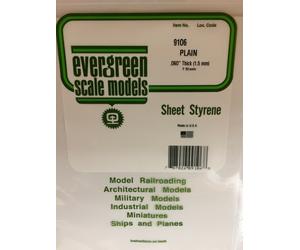 Item No. Loc. Code
9106
PLAIN
.060" Thick (1.5 mm)
evergreen
scale models
Sheet Styrene
Made in U.S.A.
Model Railroading
Architectural Models
Military Models
Industrial Models
Miniatures
Ships and Planes